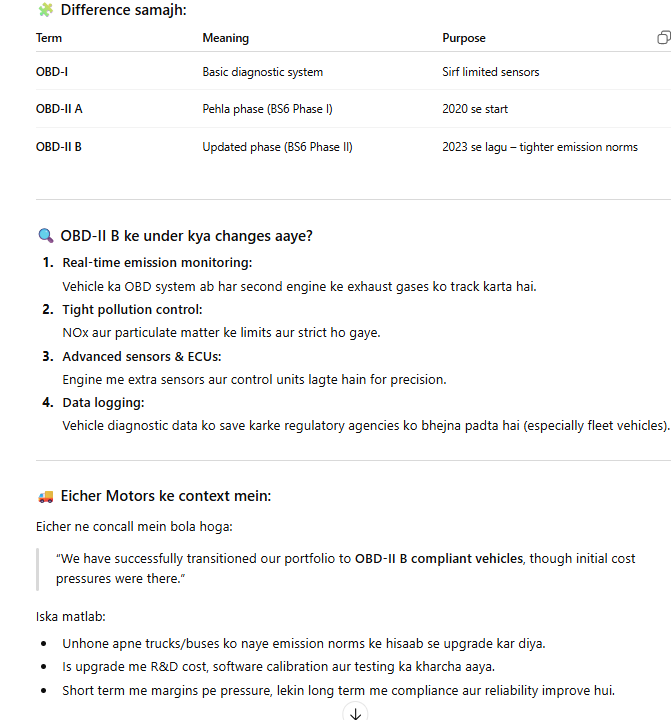 🧩 Difference samajh:
Term Meaning Purpose
OBD-I Basic diagnostic system Sirf limited sensors
OBD-II A Pehla phase (BS6 Phase I) 2020 se start
OBD-II B Updated phase (BS6 Phase II) 2023 se lagu – tighter emission norms
🔍 OBD-II B ke under kya changes aaye?
1. Real-time emission monitoring:
Vehicle ka OBD system ab har second engine ke exhaust gases ko track karta hai.
2. Tight pollution control:
NOx aur particulate matter ke limits aur strict ho gaye.
3. Advanced sensors & ECUs:
Engine me extra sensors aur control units lagte hain for precision.
4. Data logging:
Vehicle diagnostic data ko save karke regulatory agencies ko bhejna padta hai (especially fleet vehicles).
🚚 Eicher Motors ke context mein:
Eicher ne concall mein bola hoga:
“We have successfully transitioned our portfolio to OBD-II B compliant vehicles, though initial cost
pressures were there.”
Iska matlab:
• Unhone apne trucks/buses ko naye emission norms ke hisaab se upgrade kar diya.
• Is upgrade me R&D cost, software calibration aur testing ka kharcha aaya.
• Short term me margins pe pressure, lekin long term me compliance aur reliability improve hui.